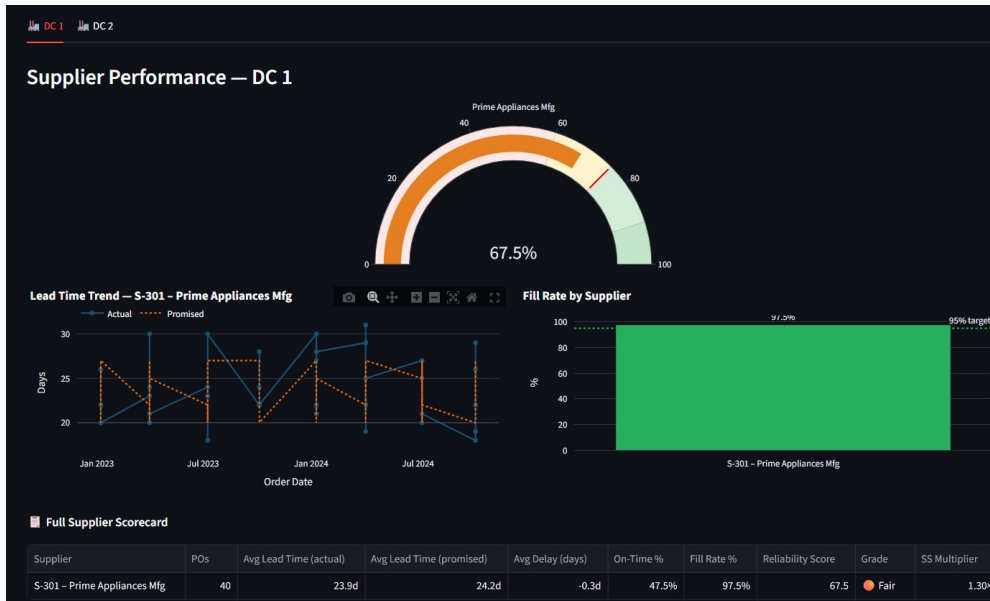 DC 1 DC 2
Supplier Performance — DC 1
Prime Appliances Mfg
40 60
20 80
67.5%
0 100
Lead Time Trend — S-301 – Prime Appliances Mfg
Actual Promised
30
25
20
Days
Jan 2023 Jul 2023 Jan 2024 Jul 2024
Order Date
Fill Rate by Supplier
97.5%
95% target
100
80
60
40
20
0
%
S-301 – Prime Appliances Mfg
Full Supplier Scorecard
Supplier POs Avg Lead Time (actual) Avg Lead Time (promised) Avg Delay (days) On-Time % Fill Rate % Reliability Score Grade SS Multiplier
S-301 – Prime Appliances Mfg 40 23.9d 24.2d -0.3d 47.5% 97.5% 67.5 Fair 1.30×